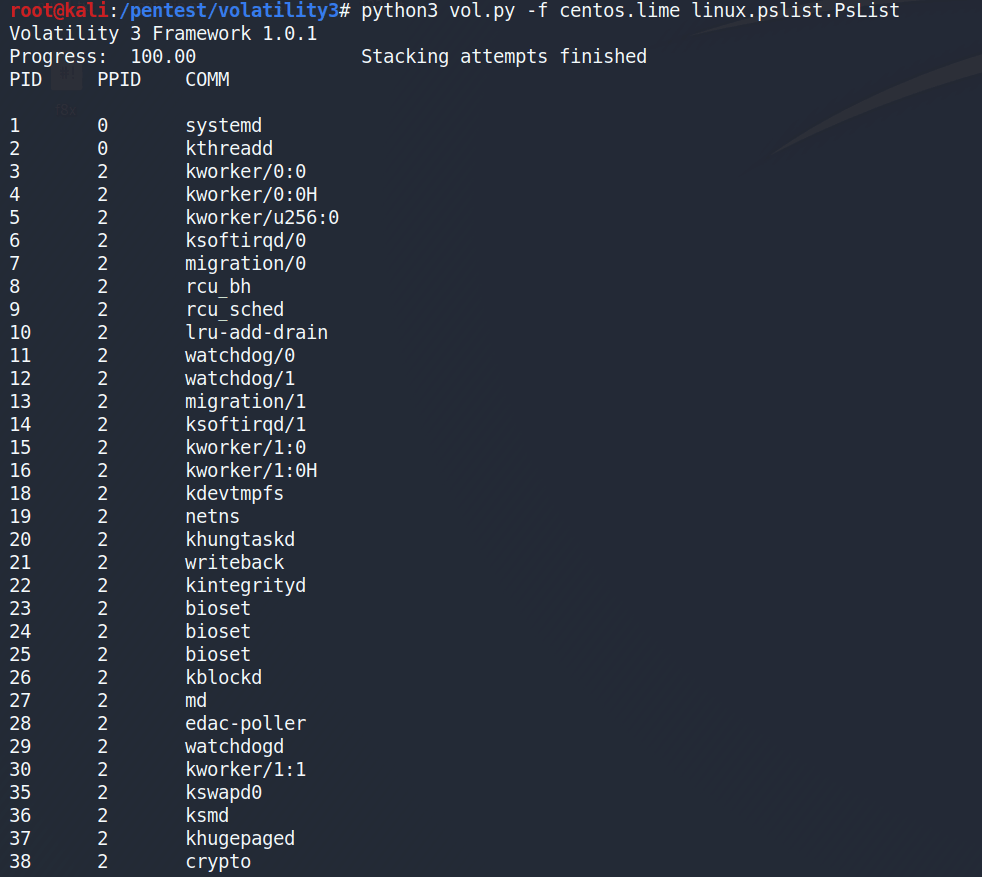 root@kali:/pentest/volatility3# python3 vol.py -f centos.lime linux.pslist.PsList
Volatility 3 Framework 1.0.1
Progress:  100.00               Stacking attempts finished
PID     PPID    COMM
1       0       systemd
2       0       kthreadd
3       2       kworker/0:0
4       2       kworker/0:0H
5       2       kworker/u256:0
6       2       ksoftirqd/0
7       2       migration/0
8       2       rcu_bh
9       2       rcu_sched
10      2       lru-add-drain
11      2       watchdog/0
12      2       watchdog/1
13      2       migration/1
14      2       ksoftirqd/1
15      2       kworker/1:0
16      2       kworker/1:0H
18      2       kdevtmpfs
19      2       netns
20      2       khungtaskd
21      2       writeback
22      2       kintegrityd
23      2       bioset
24      2       bioset
25      2       bioset
26      2       kblockd
27      2       md
28      2       edac-poller
29      2       watchdogd
30      2       kworker/1:1
35      2       kswapd0
36      2       ksmd
37      2       khugepaged
38      2       crypto